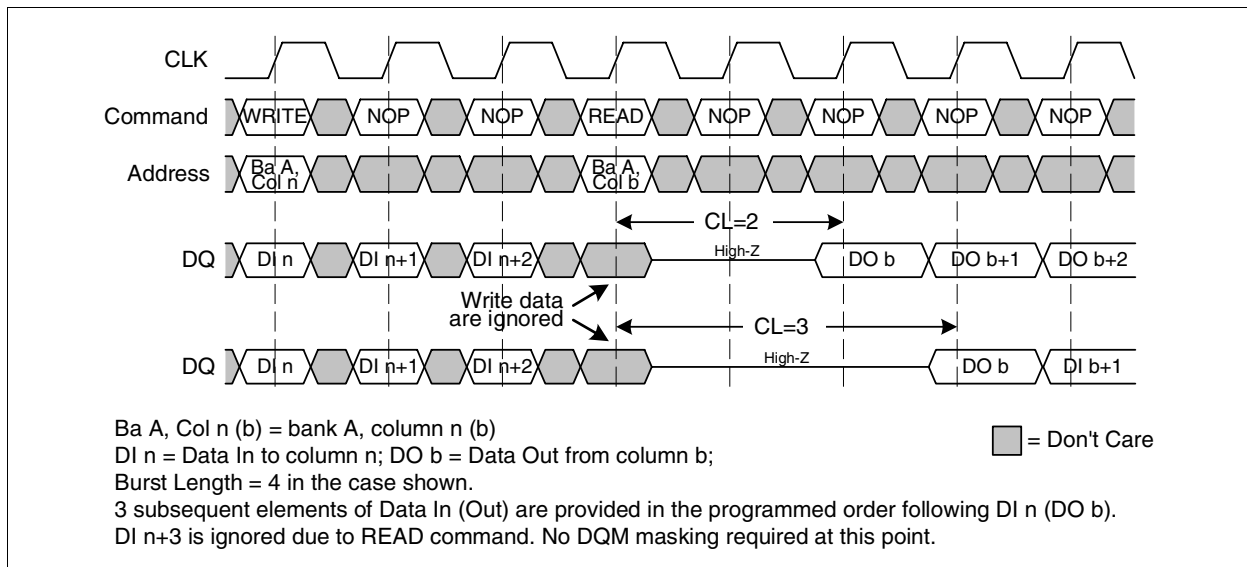 CLK
Command WRITE NOP NOP READ NOP NOP NOP NOP
Address Ba A, Col n Ba A, Col b
CL=2
DQ DI n DI n+1 DI n+2 High-Z DO b DO b+1 DO b+2
Write data
are ignored
CL=3
DQ DI n DI n+1 DI n+2 High-Z DO b DI b+1
Ba A, Col n (b) = bank A, column n (b)
DI n = Data In to column n; DO b = Data Out from column b;
= Don't Care
Burst Length = 4 in the case shown.
3 subsequent elements of Data In (Out) are provided in the programmed order following DI n (DO b).
DI n+3 is ignored due to READ command. No DQM masking required at this point.